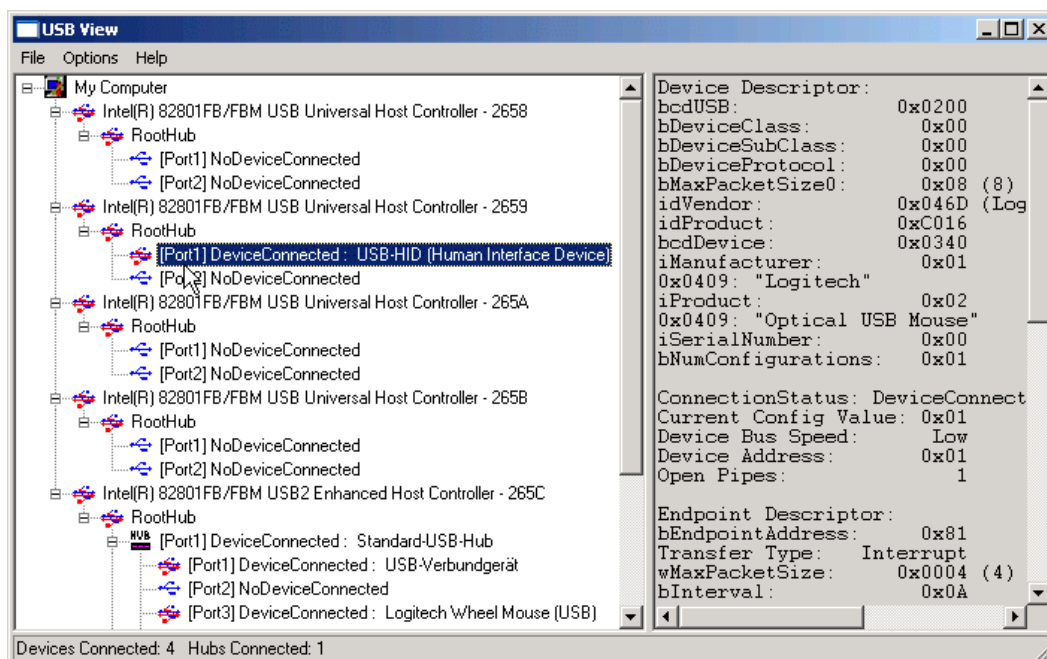 USB View
File Options Help
My Computer
Intel(R) 82801FB/FBM USB Universal Host Controller - 2658
RootHub
[Port1] NoDeviceConnected
[Port2] NoDeviceConnected
Intel(R) 82801FB/FBM USB Universal Host Controller - 2659
RootHub
[Port1] DeviceConnected : USB-HID (Human Interface Device)
[Port2] NoDeviceConnected
Intel(R) 82801FB/FBM USB Universal Host Controller - 265A
RootHub
[Port1] NoDeviceConnected
[Port2] NoDeviceConnected
Intel(R) 82801FB/FBM USB Universal Host Controller - 265B
RootHub
[Port1] NoDeviceConnected
[Port2] NoDeviceConnected
Intel(R) 82801FB/FBM USB2 Enhanced Host Controller - 265C
RootHub
HUB [Port1] DeviceConnected : Standard-USB-Hub
[Port1] DeviceConnected : USB-Verbundgerät
[Port2] NoDeviceConnected
[Port3] DeviceConnected : Logitech Wheel Mouse (USB)
Device Descriptor:
bcdUSB: 0x0200
bDeviceClass: 0x00
bDeviceSubClass: 0x00
bDeviceProtocol: 0x00
bMaxPacketSize0: 0x08 (8)
idVendor: 0x046D (Log
idProduct: 0xC016
bcdDevice: 0x0340
iManufacturer: 0x01
0x0409: "Logitech"
iProduct: 0x02
0x0409: "Optical USB Mouse"
iSerialNumber: 0x00
bNumConfigurations: 0x01
ConnectionStatus: DeviceConnect
Current Config Value: 0x01
Device Bus Speed: Low
Device Address: 0x01
Open Pipes: 1
Endpoint Descriptor:
bEndpointAddress: 0x81
Transfer Type: Interrupt
wMaxPacketSize: 0x0004 (4)
bInterval: 0x0A
Devices Connected: 4 Hubs Connected: 1